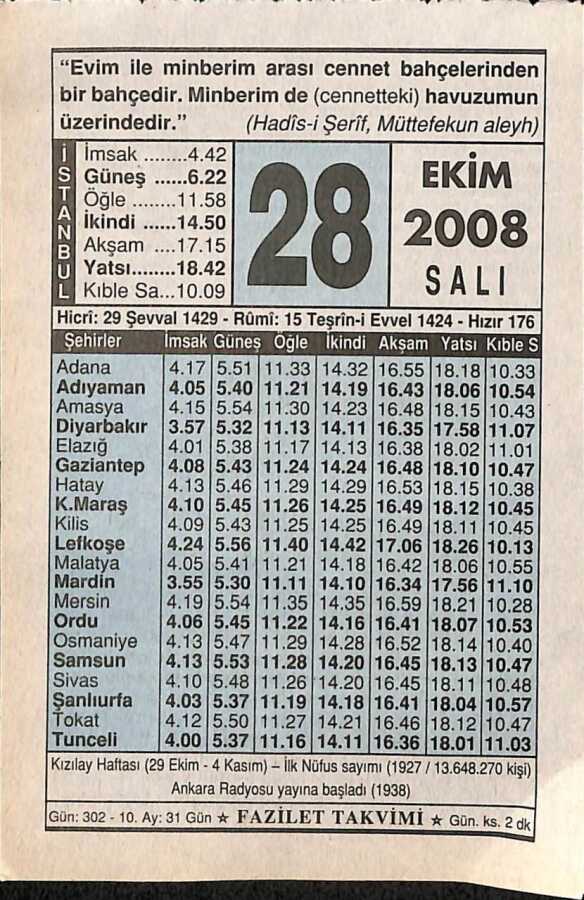 “Evim ile minberim arası cennet bahçelerinden
bir bahçedir. Minberim de (cennetteki) havuzumun
üzerindedir.” (Hadîs-i Şerîf, Müttefekun aleyh)
İSTANBUL
İmsak ........4.42
Güneş ......6.22
Öğle ........11.58
İkindi ......14.50
Akşam ....17.15
Yatsı........18.42
Kıble Sa...10.09
28
EKİM
2008
SALI
Hicrî: 29 Şevval 1429 - Rûmî: 15 Teşrîn-i Evvel 1424 - Hızır 176
Şehirler İmsak Güneş Öğle İkindi Akşam Yatsı Kıble S
Adana 4.17 5.51 11.33 14.32 16.55 18.18 10.33
Adıyaman 4.05 5.40 11.21 14.19 16.43 18.06 10.54
Amasya 4.15 5.54 11.30 14.23 16.48 18.15 10.43
Diyarbakır 3.57 5.32 11.13 14.11 16.35 17.58 11.07
Elazığ 4.01 5.38 11.17 14.13 16.38 18.02 11.01
Gaziantep 4.08 5.43 11.24 14.24 16.48 18.10 10.47
Hatay 4.13 5.46 11.29 14.29 16.53 18.15 10.38
K.Maraş 4.10 5.45 11.26 14.25 16.49 18.12 10.45
Kilis 4.09 5.43 11.25 14.25 16.49 18.11 10.45
Lefkoşe 4.24 5.56 11.40 14.42 17.06 18.26 10.13
Malatya 4.05 5.41 11.21 14.18 16.42 18.06 10.55
Mardin 3.55 5.30 11.11 14.10 16.34 17.56 11.10
Mersin 4.19 5.54 11.35 14.35 16.59 18.21 10.28
Ordu 4.06 5.45 11.22 14.16 16.41 18.07 10.53
Osmaniye 4.13 5.47 11.29 14.28 16.52 18.14 10.40
Samsun 4.13 5.53 11.28 14.20 16.45 18.13 10.47
Sivas 4.10 5.48 11.26 14.20 16.45 18.11 10.48
Şanlıurfa 4.03 5.37 11.19 14.18 16.41 18.04 10.57
Tokat 4.12 5.50 11.27 14.21 16.46 18.12 10.47
Tunceli 4.00 5.37 11.16 14.11 16.36 18.01 11.03
Kızılay Haftası (29 Ekim - 4 Kasım) – İlk Nüfus sayımı (1927 / 13.648.270 kişi)
Ankara Radyosu yayına başladı (1938)
Gün: 302 - 10. Ay: 31 Gün ★ FAZİLET TAKVİMİ ★ Gün. ks. 2 dk